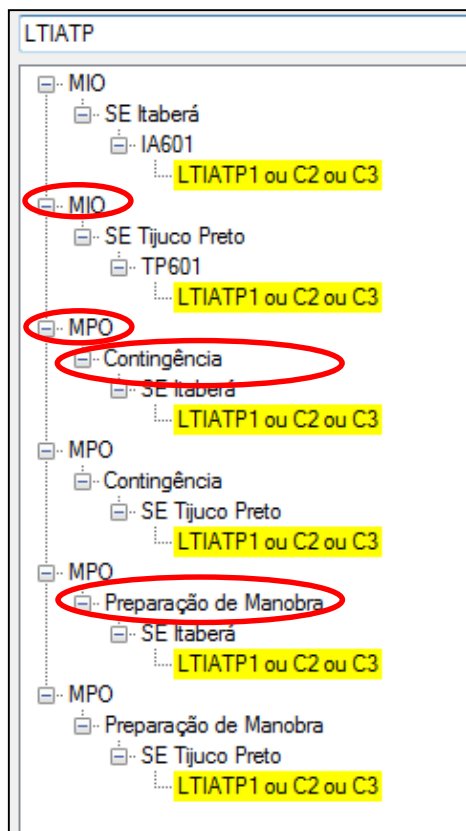 LTIATP
MIO
SE Itaberá
IA601
LTIATP1 ou C2 ou C3
MIO
SE Tijuco Preto
TP601
LTIATP1 ou C2 ou C3
MPO
Contingência
SE Itaberá
LTIATP1 ou C2 ou C3
MPO
Contingência
SE Tijuco Preto
LTIATP1 ou C2 ou C3
MPO
Preparação de Manobra
SE Itaberá
LTIATP1 ou C2 ou C3
MPO
Preparação de Manobra
SE Tijuco Preto
LTIATP1 ou C2 ou C3